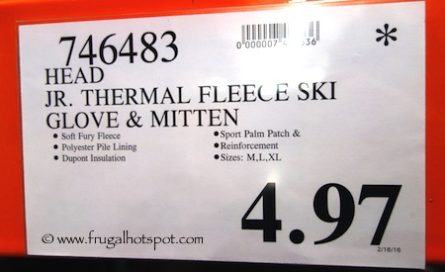 746483
*
HEAD
JR. THERMAL FLEECE SKI
GLOVE & MITTEN
• Soft Fury Fleece
• Polyester Pile Lining
• Dupont Insulation
• Sport Palm Patch &
• Reinforcement
• Sizes: M,L,XL
4.97
2/16/16
© www.frugalhotspot.com